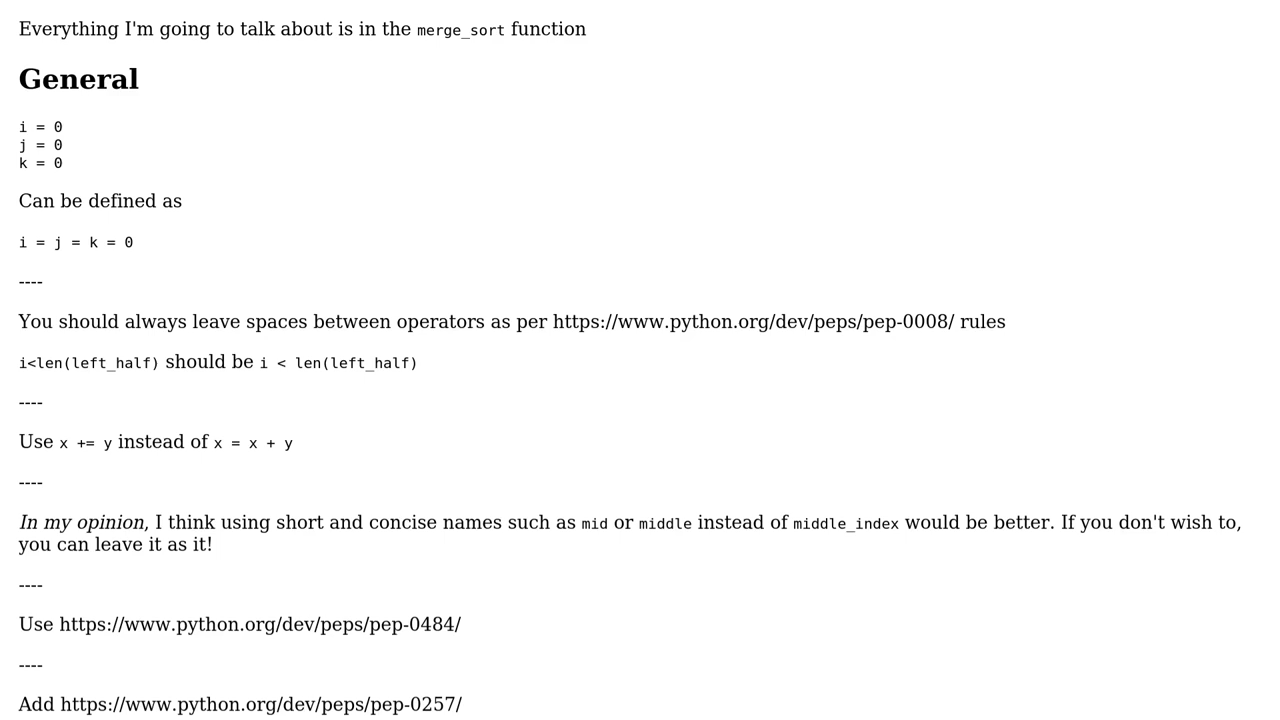 Everything I'm going to talk about is in the merge_sort function
General
i = 0
j = 0
k = 0
Can be defined as
i = j = k = 0
----
You should always leave spaces between operators as per https://www.python.org/dev/peps/pep-0008/ rules
i<len(left_half) should be i < len(left_half)
----
Use x += y instead of x = x + y
----
In my opinion, I think using short and concise names such as mid or middle instead of middle_index would be better. If you don't wish to,
you can leave it as it!
----
Use https://www.python.org/dev/peps/pep-0484/
----
Add https://www.python.org/dev/peps/pep-0257/